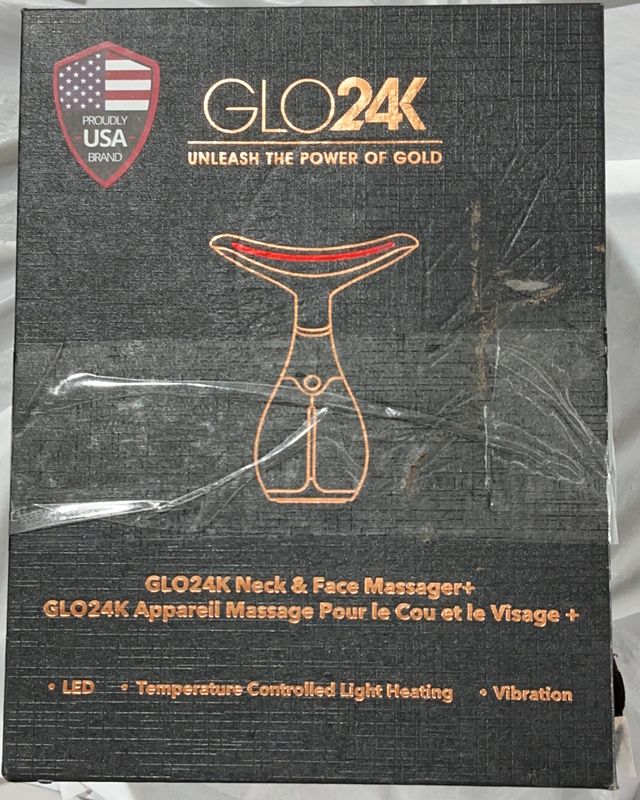 PROUDLY
USA
BRAND
GLO24K
UNLEASH THE POWER OF GOLD
GLO24K Neck & Face Massager+
GLO24K Appareil Massage Pour le Cou et le Visage +
• LED • Temperature Controlled Light Heating • Vibration